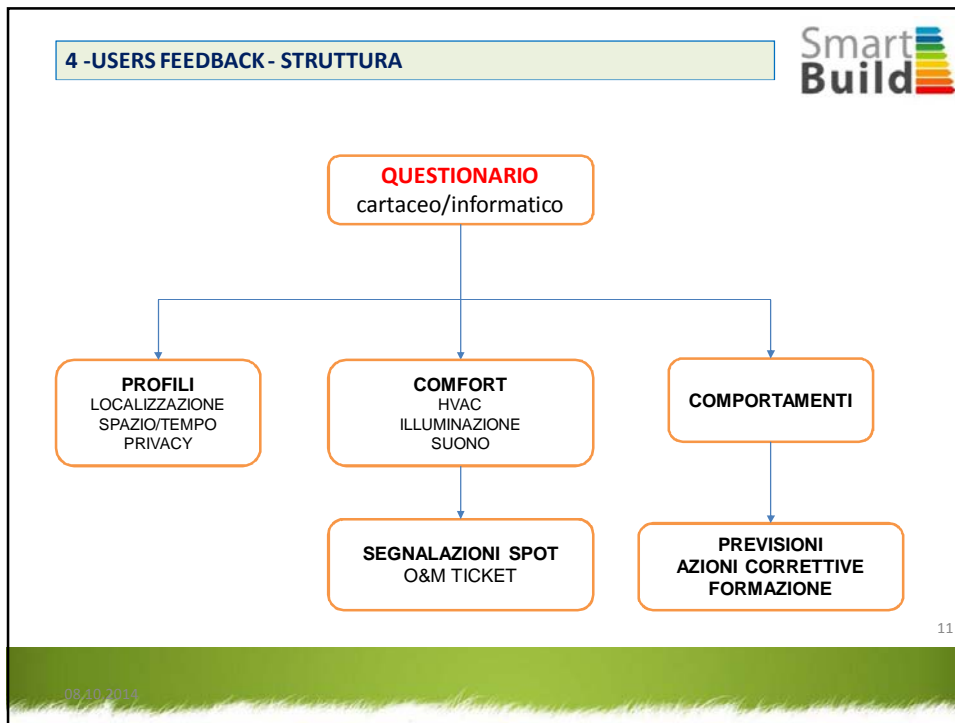 4 -USERS FEEDBACK - STRUTTURA
Smart
Build
QUESTIONARIO
cartaceo/informatico
PROFILI
LOCALIZZAZIONE
SPAZIO/TEMPO
PRIVACY
COMFORT
HVAC
ILLUMINAZIONE
SUONO
COMPORTAMENTI
SEGNALAZIONI SPOT
O&M TICKET
PREVISIONI
AZIONI CORRETTIVE
FORMAZIONE
11
08.10.2014